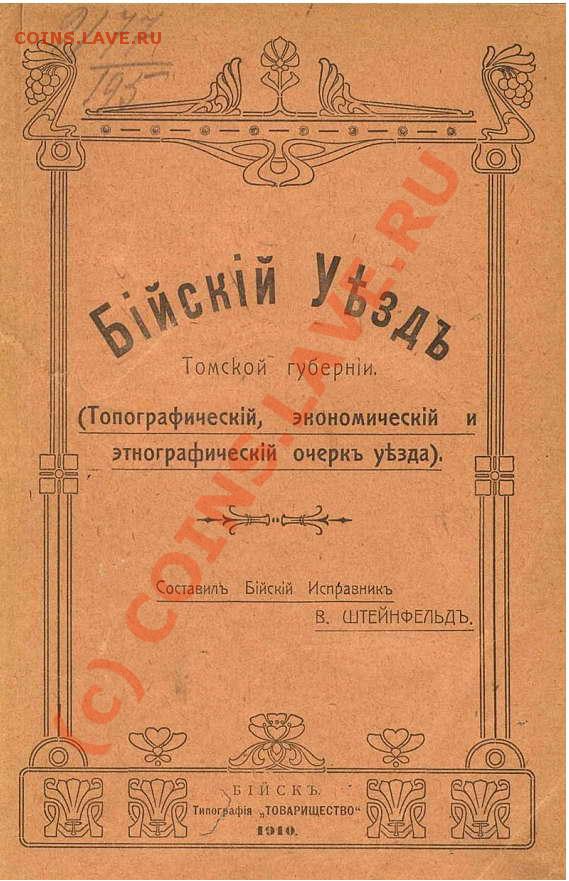 COINS.LAVE.RU
195
Бійскій Уѣздъ
Томской губерніи.
(Топографическій, экономическій и
этнографическій очеркъ уѣзда).
Составилъ Бійскій Исправникъ
В. ШТЕЙНФЕЛЬДЪ.
(c) COINS.LAVE.RU
БІЙСКЪ.
Типографія „ТОВАРИЩЕСТВО“
1910.